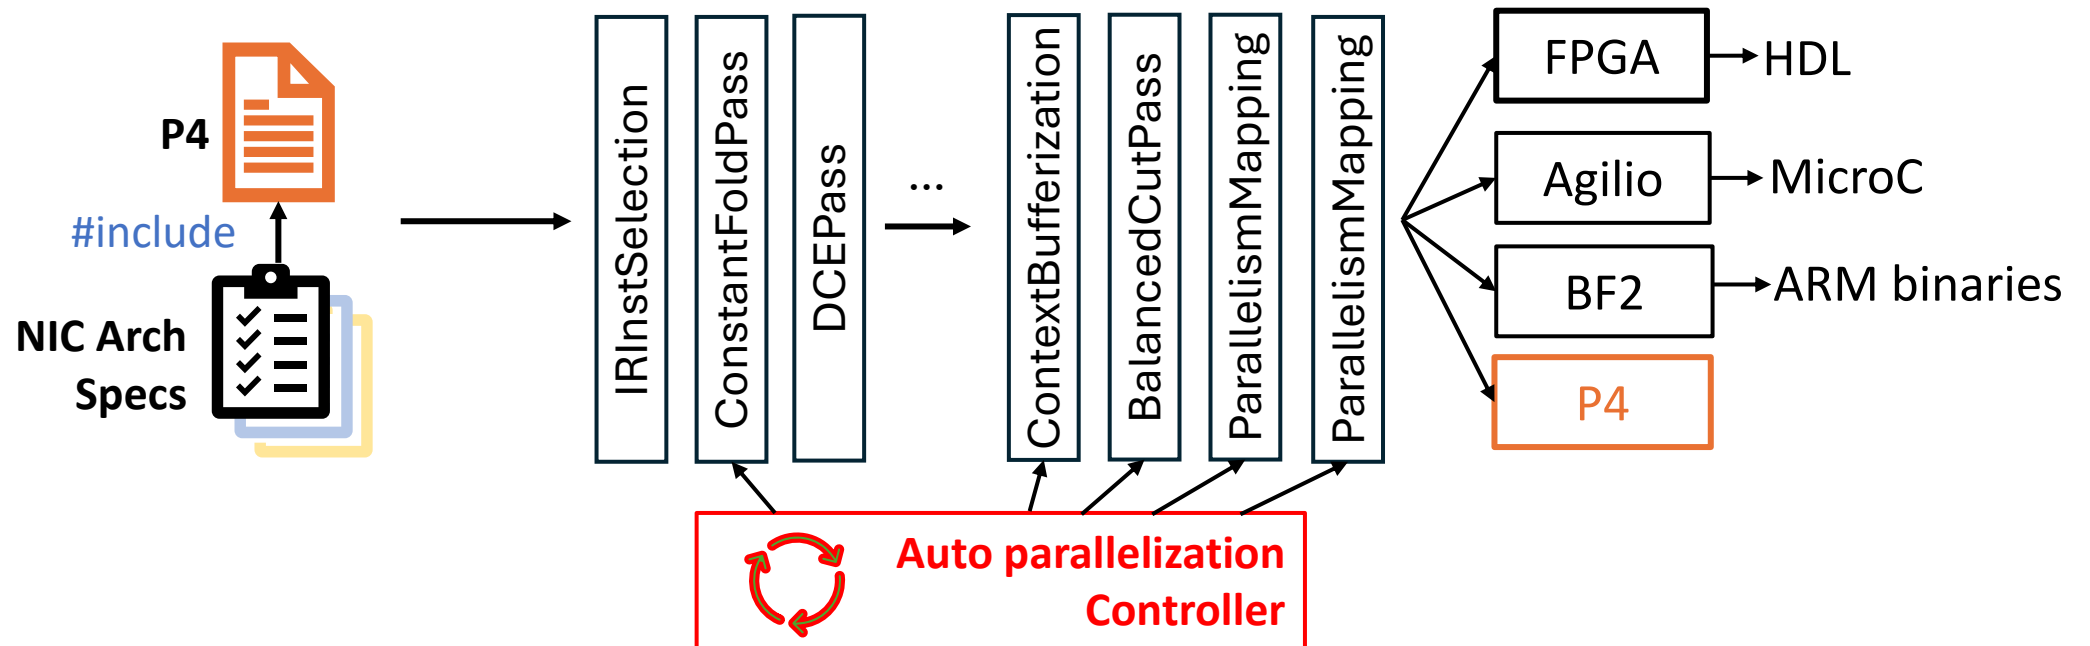 P4
#include
NIC Arch
Specs
IRInstSelection
ConstantFoldPass
DCEPass
...
ContextBufferization
BalancedCutPass
ParallelismMapping
ParallelismMapping
FPGA
HDL
Agilio
MicroC
BF2
ARM binaries
P4
Auto parallelization
Controller